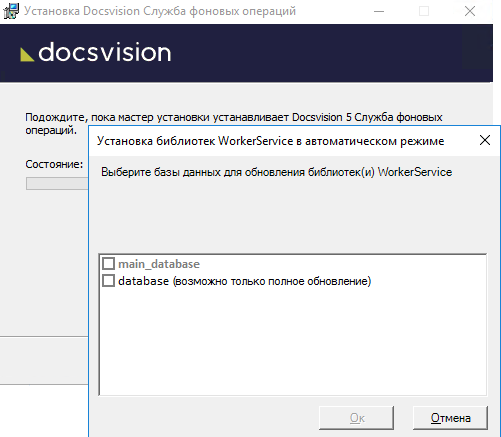 Установка Docsvision Служба фоновых операций
docsvision
Подождите, пока мастер установки устанавливает Docsvision 5 Служба фоновых
операций.
Установка библиотек WorkerService в автоматическом режиме
Состояние:
Выберите базы данных для обновления библиотек(и) WorkerService
main_database
database (возможно только полное обновление)
Ок
Отмена